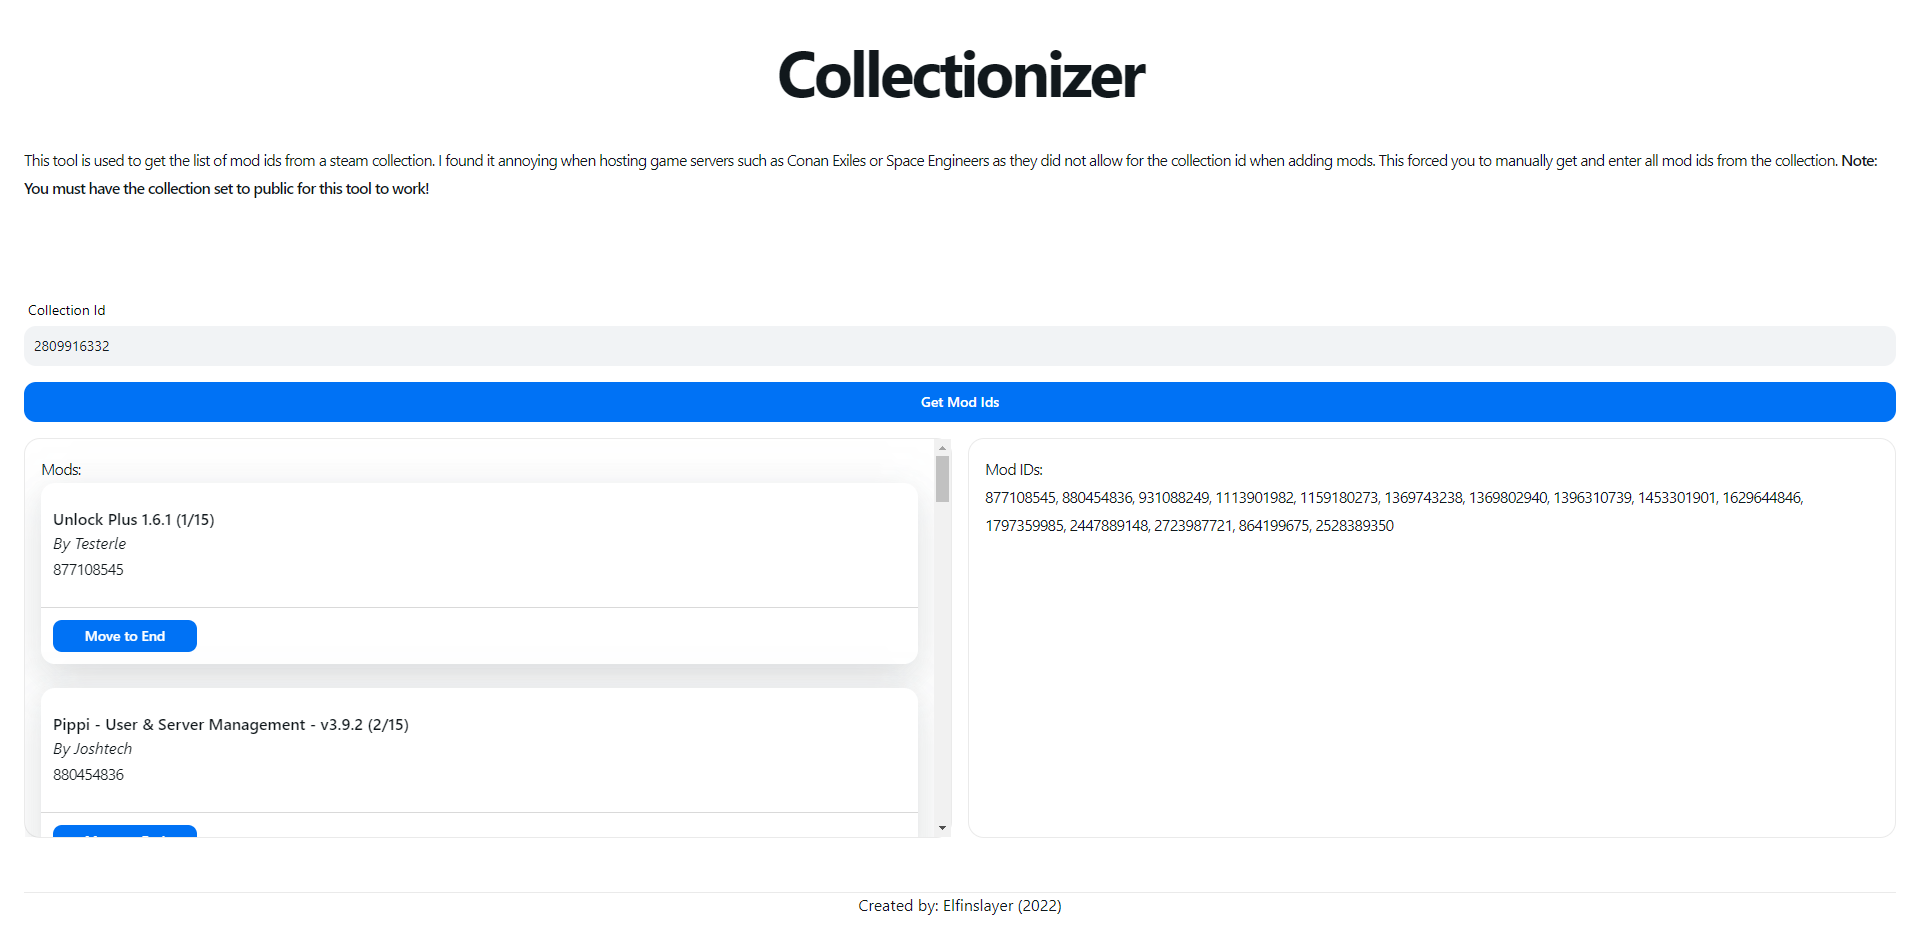 Collectionizer
This tool is used to get the list of mod ids from a steam collection. I found it annoying when hosting game servers such as Conan Exiles or Space Engineers as they did not allow for the collection id when adding mods. This forced you to manually get and enter all mod ids from the collection. Note:
You must have the collection set to public for this tool to work!
Collection Id
2809916332
Get Mod Ids
Mods:
Unlock Plus 1.6.1 (1/15)
By Testerle
877108545
Move to End
Pippi - User & Server Management - v3.9.2 (2/15)
By Joshtech
880454836
Mod IDs:
877108545, 880454836, 931088249, 1113901982, 1159180273, 1369743238, 1369802940, 1396310739, 1453301901, 1629644846,
1797359985, 2447889148, 2723987721, 864199675, 2528389350
Created by: Elfinslayer (2022)